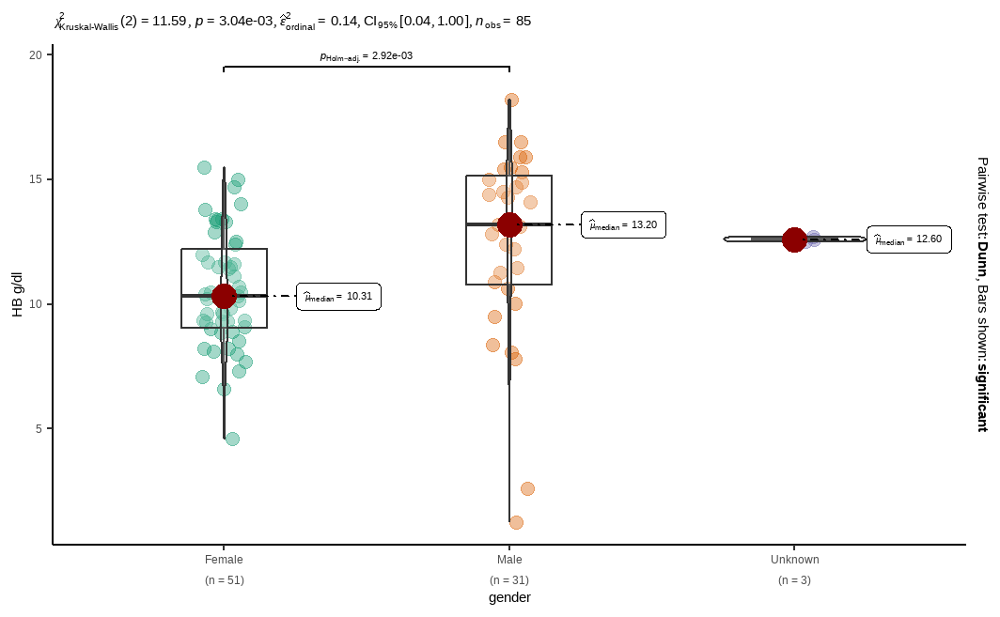 χ²Kruskal-Wallis (2) = 11.59, p = 3.04e-03, ε̂²ordinal = 0.14, CI95% [0.04, 1.00], nobs = 85
20
pHolm-adj. = 2.92e-03
15
10
5
HB g/dl
μ̂median = 10.31
μ̂median = 13.20
μ̂median = 12.60
Pairwise test: Dunn, Bars shown: significant
Female Male Unknown
(n = 51) (n = 31) (n = 3)
gender